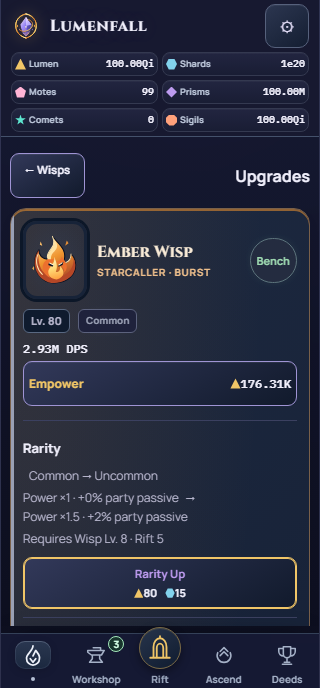 LUMENFALL
Lumen 100.00Qi
Shards 1e20
Motes 99
Prisms 100.00M
Comets 0
Sigils 100.00Qi
← Wisps
Upgrades
EMBER WISP
STARCALLER · BURST
Bench
Lv. 80
Common
2.93M DPS
Empower ▲176.31K
Rarity
Common → Uncommon
Power ×1 · +0% party passive →
Power ×1.5 · +2% party passive
Requires Wisp Lv. 8 · Rift 5
Rarity Up
▲80 15
3
Workshop
Rift
Ascend
Deeds